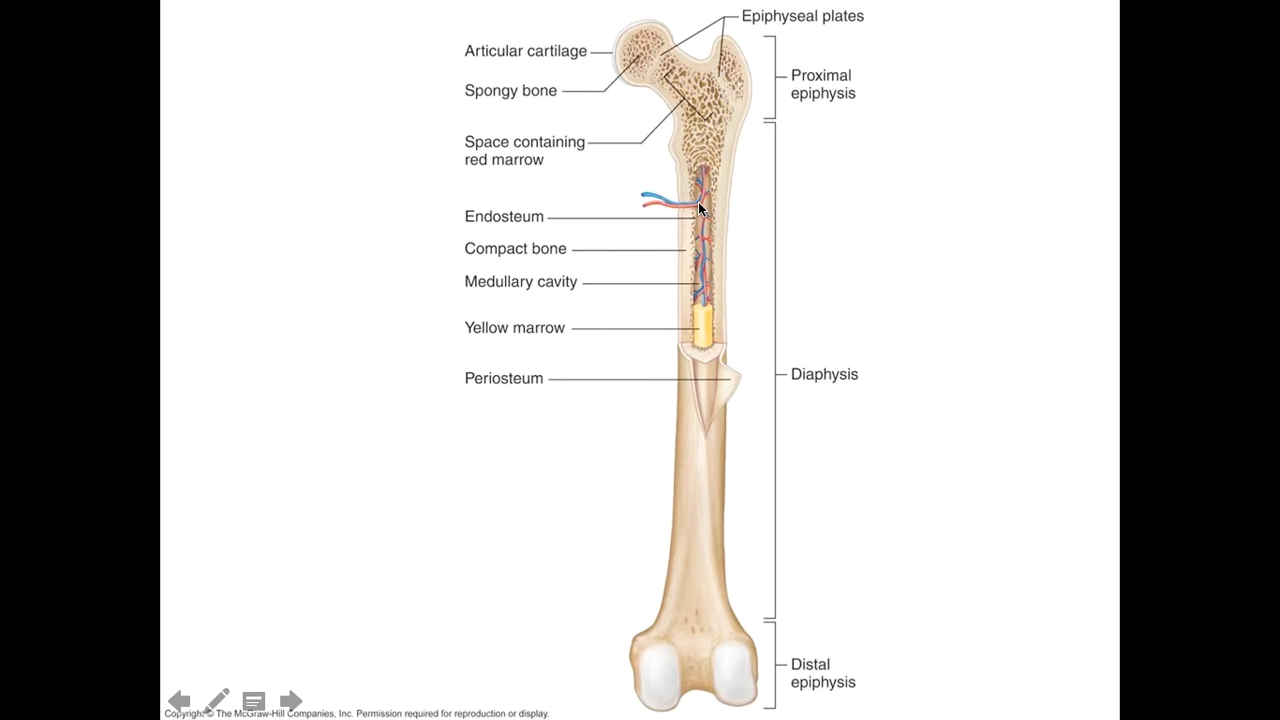 Epiphyseal plates
Articular cartilage
Spongy bone
Proximal
epiphysis
Space containing
red marrow
Endosteum
Compact bone
Medullary cavity
Yellow marrow
Periosteum
Diaphysis
Distal
epiphysis
Copyright © The McGraw-Hill Companies, Inc. Permission required for reproduction or display.